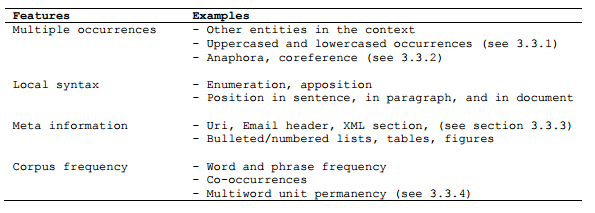 Features Examples
Multiple occurrences - Other entities in the context
- Uppercased and lowercased occurrences (see 3.3.1)
- Anaphora, coreference (see 3.3.2)
Local syntax - Enumeration, apposition
- Position in sentence, in paragraph, and in document
Meta information - Uri, Email header, XML section, (see section 3.3.3)
- Bulleted/numbered lists, tables, figures
Corpus frequency - Word and phrase frequency
- Co-occurrences
- Multiword unit permanency (see 3.3.4)